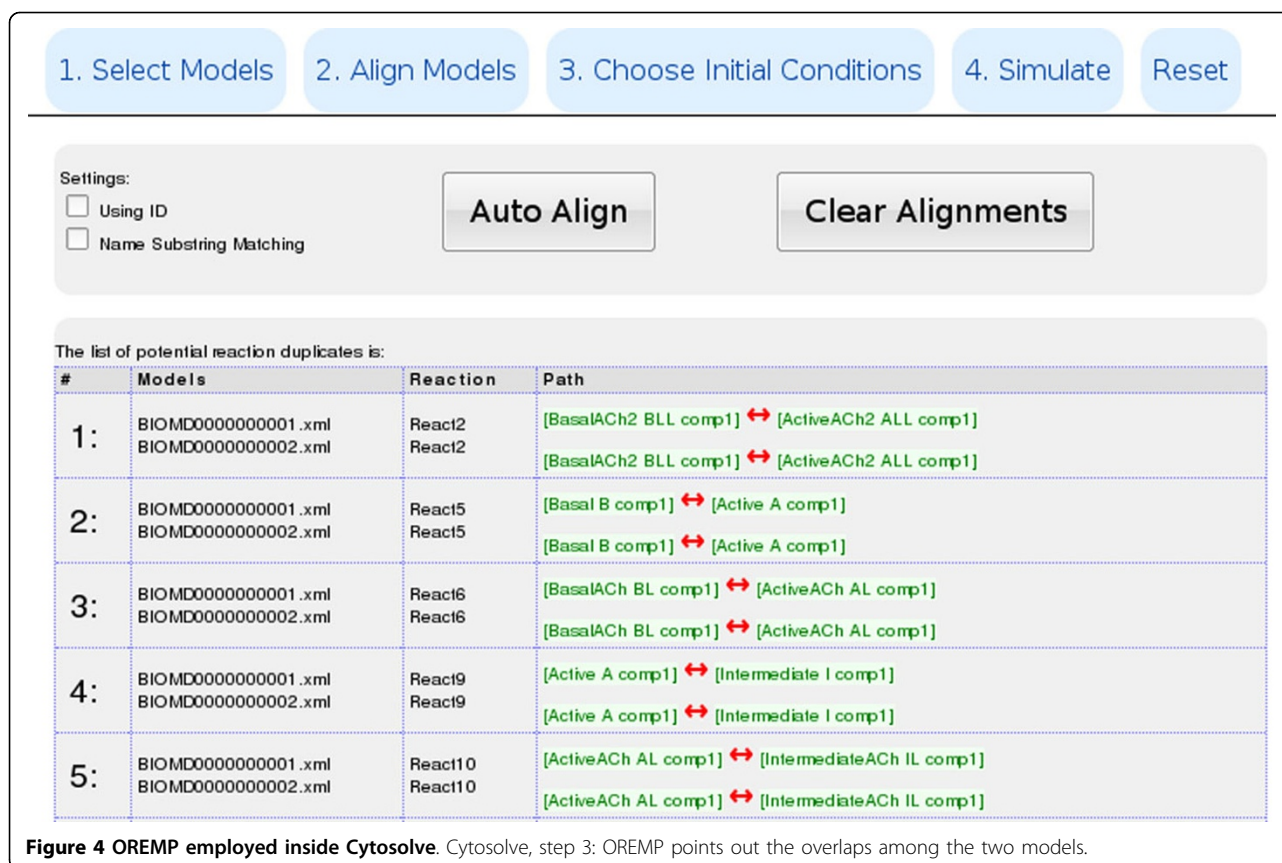 1. Select Models 2. Align Models 3. Choose Initial Conditions 4. Simulate Reset
Settings:
Using ID
Name Substring Matching
Auto Align Clear Alignments
The list of potential reaction duplicates is:
# Models Reaction Path
1: BIOMD0000000001.xml React2 [BasalACh2 BLL comp1] ↔ [ActiveACh2 ALL comp1]
BIOMD0000000002.xml React2 [BasalACh2 BLL comp1] ↔ [ActiveACh2 ALL comp1]
2: BIOMD0000000001.xml React5 [Basal B comp1] ↔ [Active A comp1]
BIOMD0000000002.xml React5 [Basal B comp1] ↔ [Active A comp1]
3: BIOMD0000000001.xml React6 [BasalACh BL comp1] ↔ [ActiveACh AL comp1]
BIOMD0000000002.xml React6 [BasalACh BL comp1] ↔ [ActiveACh AL comp1]
4: BIOMD0000000001.xml React9 [Active A comp1] ↔ [Intermediate I comp1]
BIOMD0000000002.xml React9 [Active A comp1] ↔ [Intermediate I comp1]
5: BIOMD0000000001.xml React10 [ActiveACh AL comp1] ↔ [IntermediateACh IL comp1]
BIOMD0000000002.xml React10 [ActiveACh AL comp1] ↔ [IntermediateACh IL comp1]
Figure 4 OREMP employed inside Cytosolve. Cytosolve, step 3: OREMP points out the overlaps among the two models.